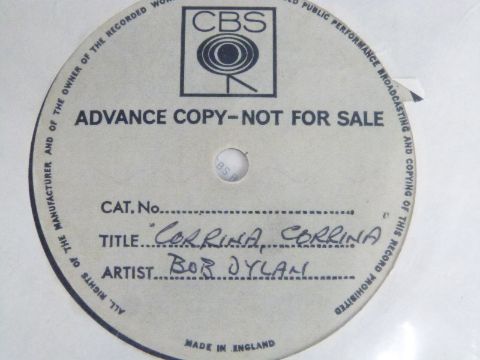 ALL RIGHTS OF THE MANUFACTURER AND OF THE OWNER OF THE RECORDED PUBLIC PERFORMANCE BROADCASTING AND COPYING OF THIS RECORD PROHIBITED
CBS
ADVANCE COPY—NOT FOR SALE
BS
CAT. No.
TITLE "CORRINA, CORRINA"
ARTIST BOB DYLAN
MADE IN ENGLAND